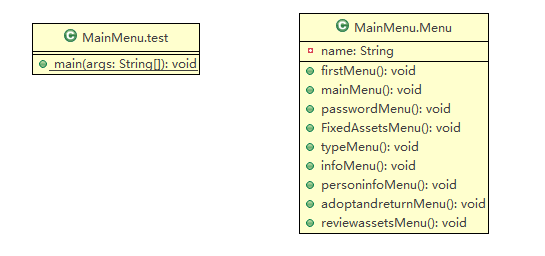 MainMenu.test
main(args: String[]): void
MainMenu.Menu
name: String
firstMenu(): void
mainMenu(): void
passwordMenu(): void
FixedAssetsMenu(): void
typeMenu(): void
infoMenu(): void
personinfoMenu(): void
adoptandreturnMenu(): void
reviewassetsMenu(): void